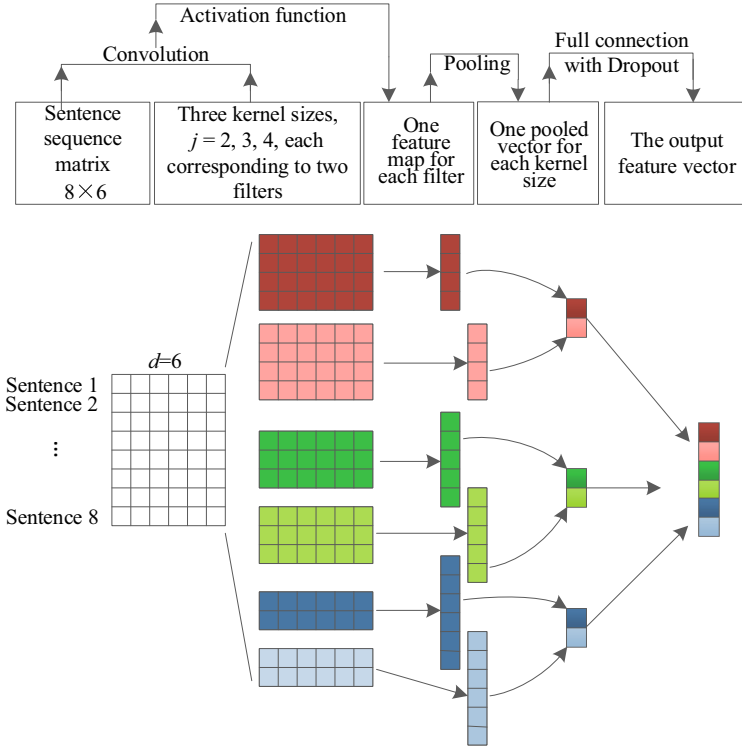 Activation function
Convolution
Pooling
Full connection
with Dropout
Sentence
sequence
matrix
8×6
Three kernel sizes,
j = 2, 3, 4, each
corresponding to two
filters
One
feature
map for
each filter
One pooled
vector for
each kernel
size
The output
feature vector
d=6
Sentence 1
Sentence 2
...
Sentence 8